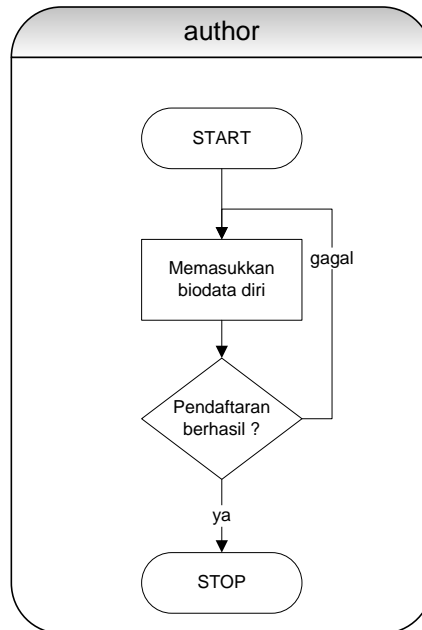 author
START
Memasukkan
biodata diri
gagal
Pendaftaran
berhasil ?
ya
STOP